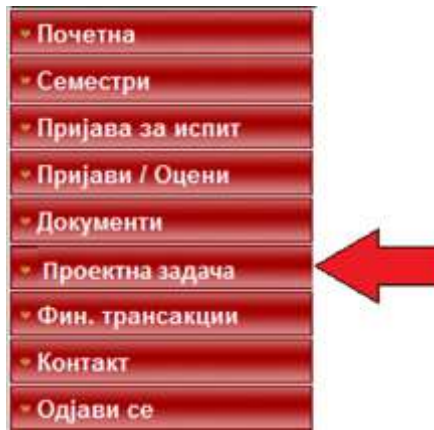 Почетна
Семестри
Пријава за испит
Пријави / Оцени
Документи
Проектна задача
Фин. трансакции
Контакт
Одјави се